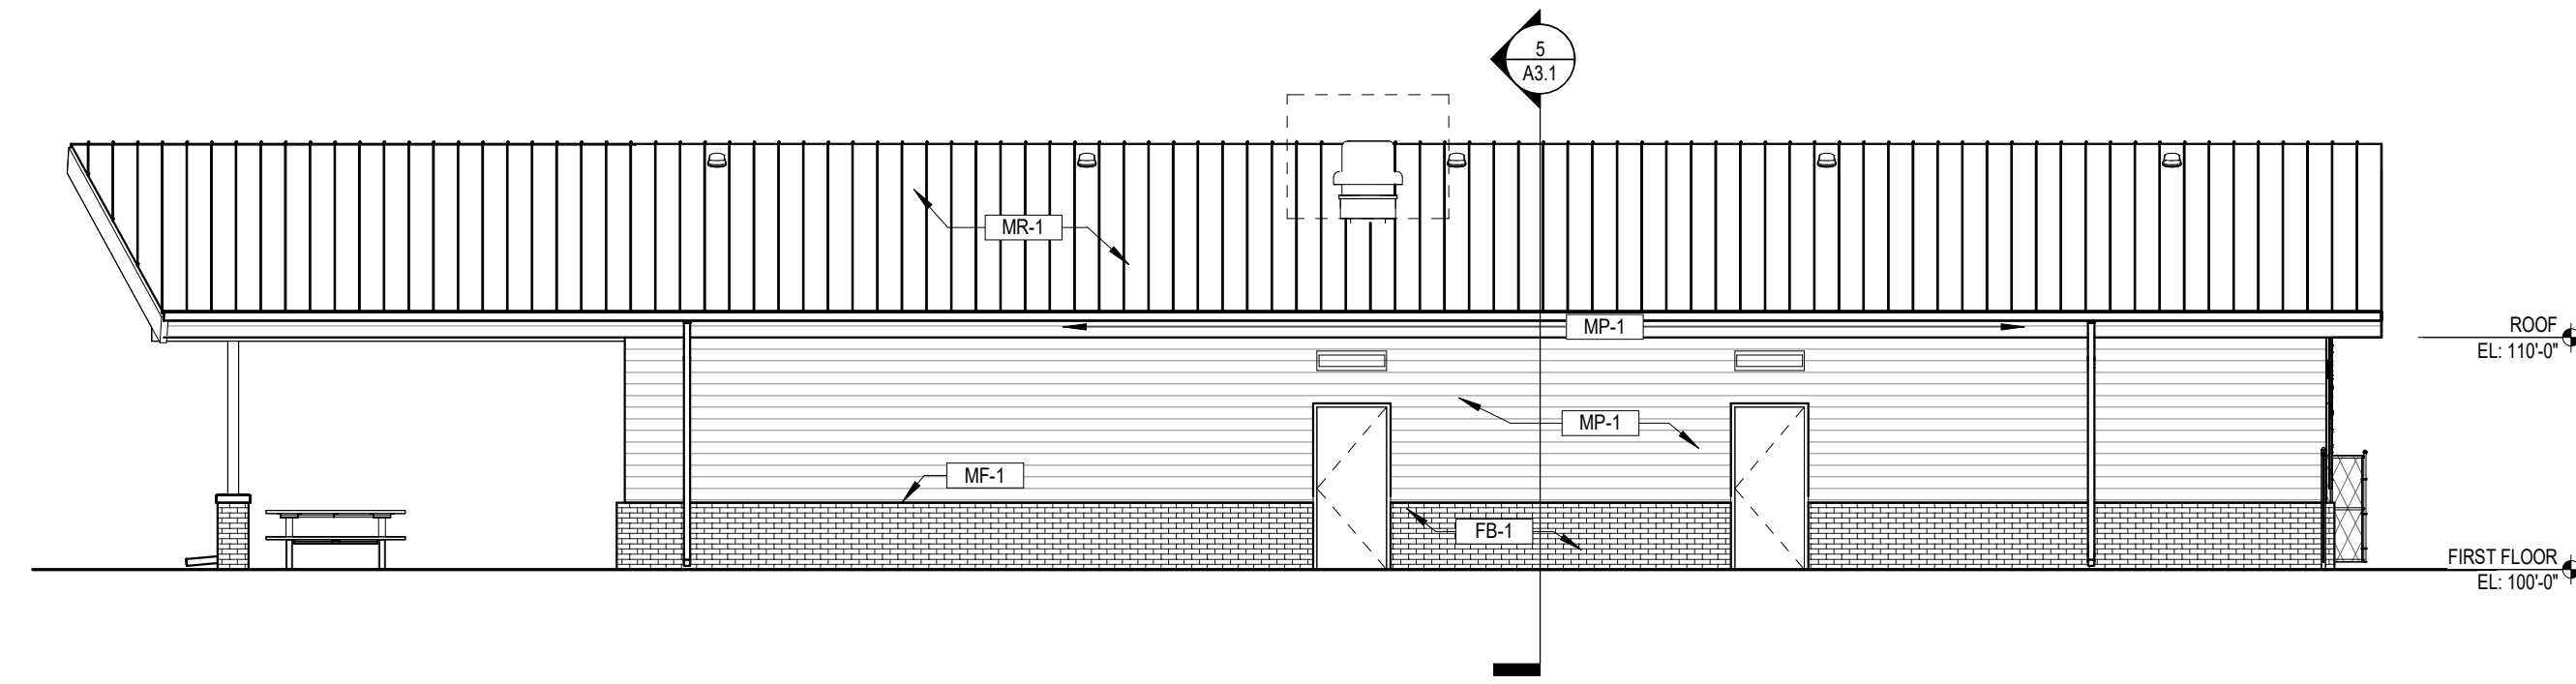 5
A3.1
MR-1
MP-1
ROOF
EL: 110'-0"
MP-1
MF-1
FB-1
FIRST FLOOR
EL: 100'-0"